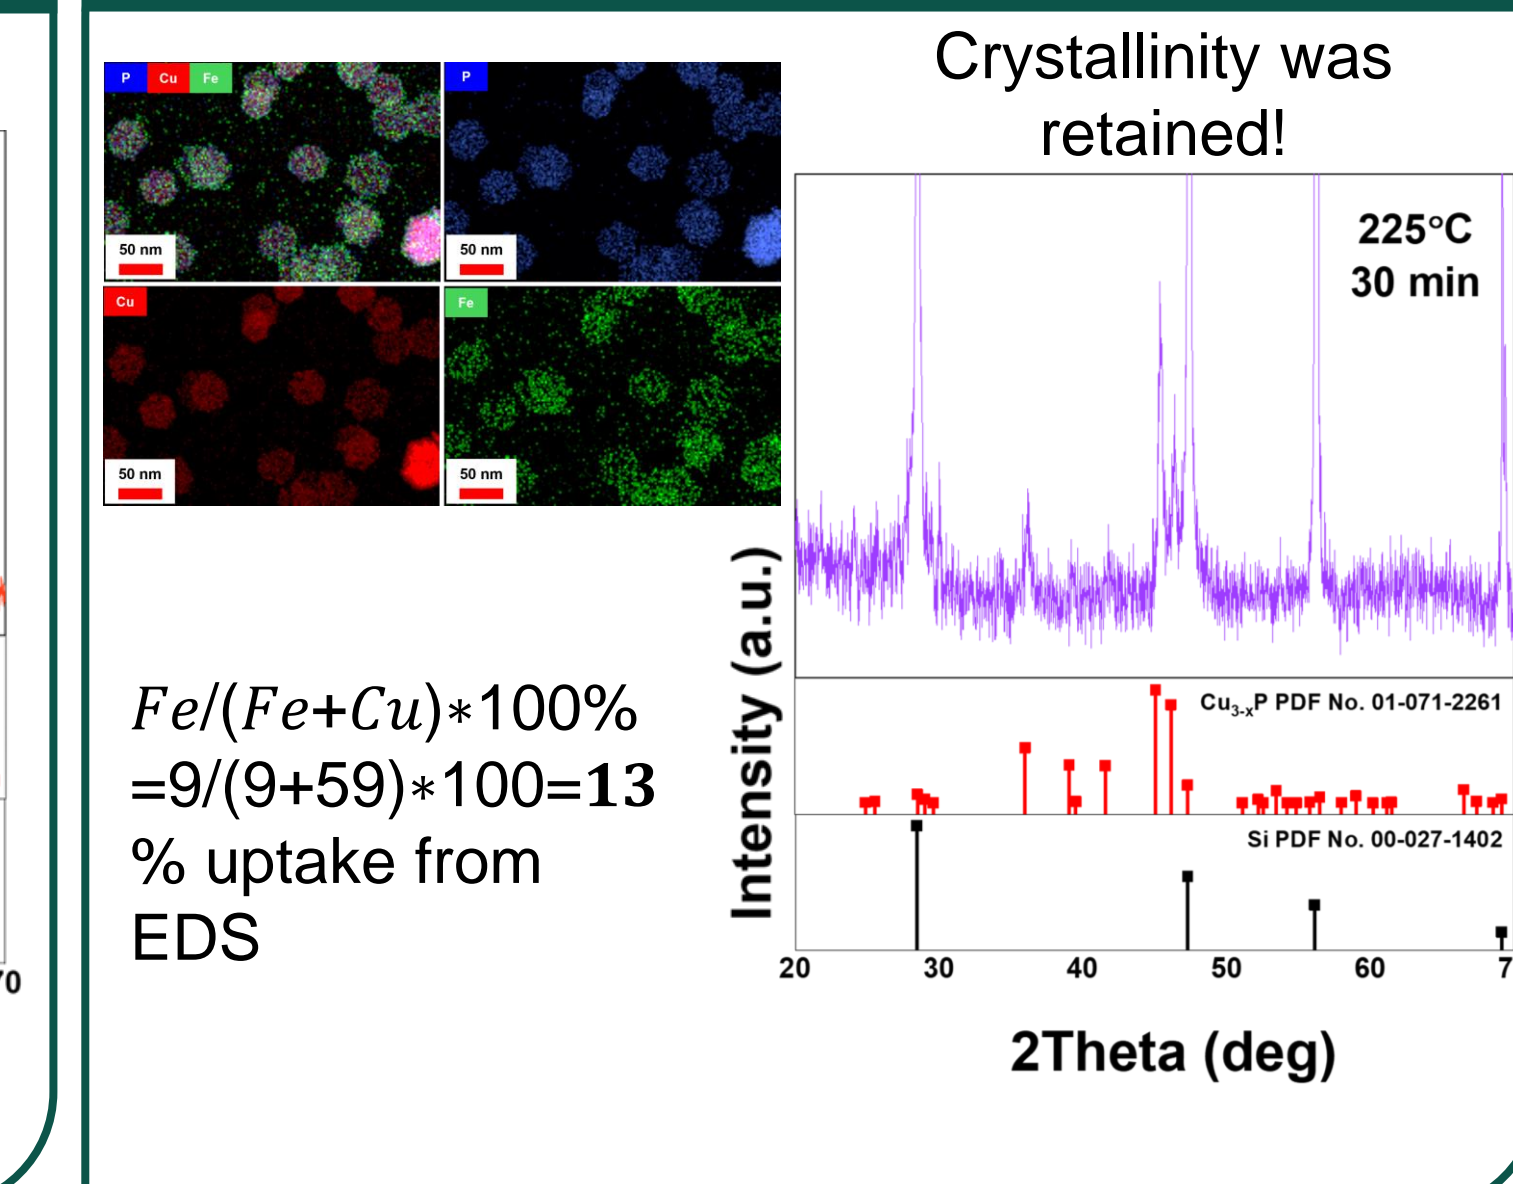 P Cu Fe
P
50 nm
50 nm
Cu
Fe
50 nm
50 nm
Fe/(Fe+Cu)∗100%
=9/(9+59)∗100=13
% uptake from
EDS
Crystallinity was
retained!
225°C
30 min
Cu3-xP PDF No. 01-071-2261
Si PDF No. 00-027-1402
Intensity (a.u.)
20 30 40 50 60 7
2Theta (deg)
70